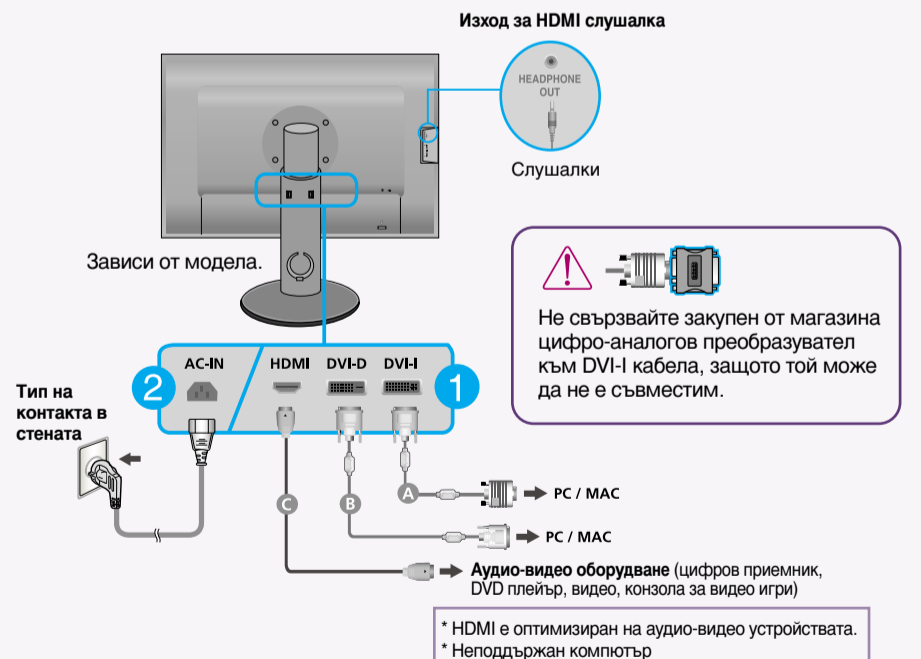 Изход за HDMI слушалка
HEADPHONE
OUT
Слушалки
Зависи от модела.
Не свързвайте закупен от магазина
цифро-аналогов преобразувател
към DVI-I кабела, защото той може
да не е съвместим.
2
AC-IN
HDMI
DVI-D
DVI-I
1
Тип на
контакта в
стената
A
PC / MAC
B
PC / MAC
C
Аудио-видео оборудване (цифров приемник,
DVD плейър, видео, конзола за видео игри)
* HDMI е оптимизиран на аудио-видео устройствата.
* Неподдържан компютър